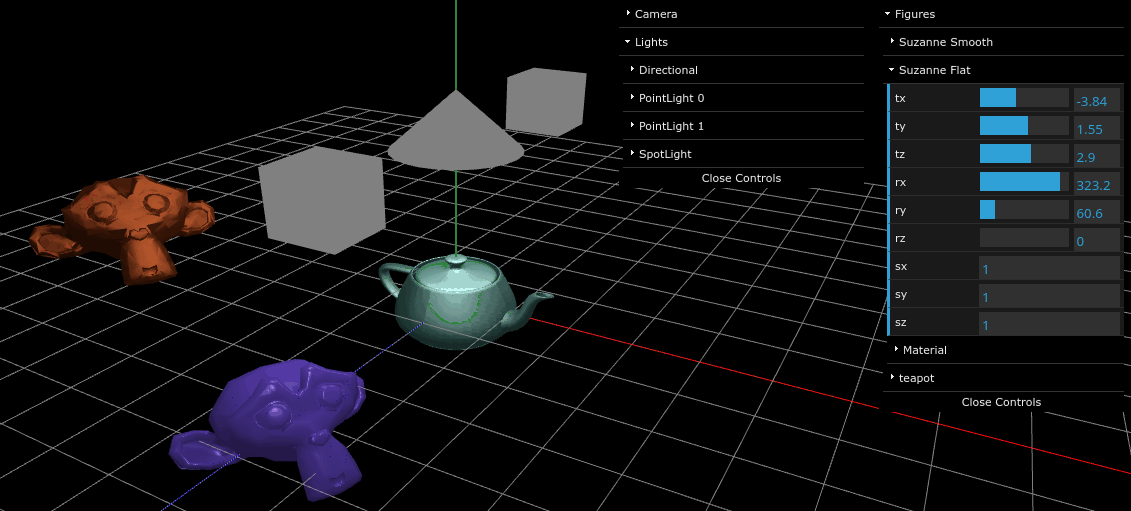 Camera
Lights
Directional
PointLight 0
PointLight 1
SpotLight
Close Controls
Figures
Suzanne Smooth
Suzanne Flat
tx -3.84
ty 1.55
tz 2.9
rx 323.2
ry 60.6
rz 0
sx 1
sy 1
sz 1
Material
teapot
Close Controls